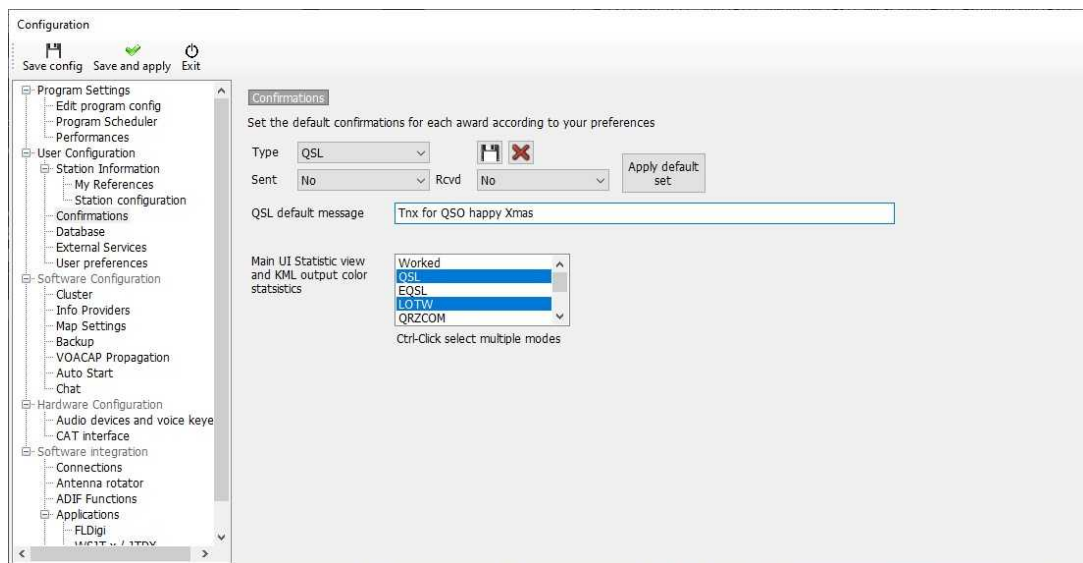 Configuration
Save config Save and apply Exit
Program Settings
Edit program config
Program Scheduler
Performances
User Configuration
Station Information
My References
Station configuration
Confirmations
Database
External Services
User preferences
Software Configuration
Cluster
Info Providers
Map Settings
Backup
VOACAP Propagation
Auto Start
Chat
Hardware Configuration
Audio devices and voice keye
CAT interface
Software integration
Connections
Antenna rotator
ADIF Functions
Applications
FLDigi
WSJT-x / JTDX
Confirmations
Set the default confirmations for each award according to your preferences
Type QSL
Sent No Rcvd No
Apply default
set
QSL default message Tnx for QSO happy Xmas
Main UI Statistic view
and KML output color
statsistics
Worked
QSL
EQSL
LOTW
QRZCOM
Ctrl-Click select multiple modes